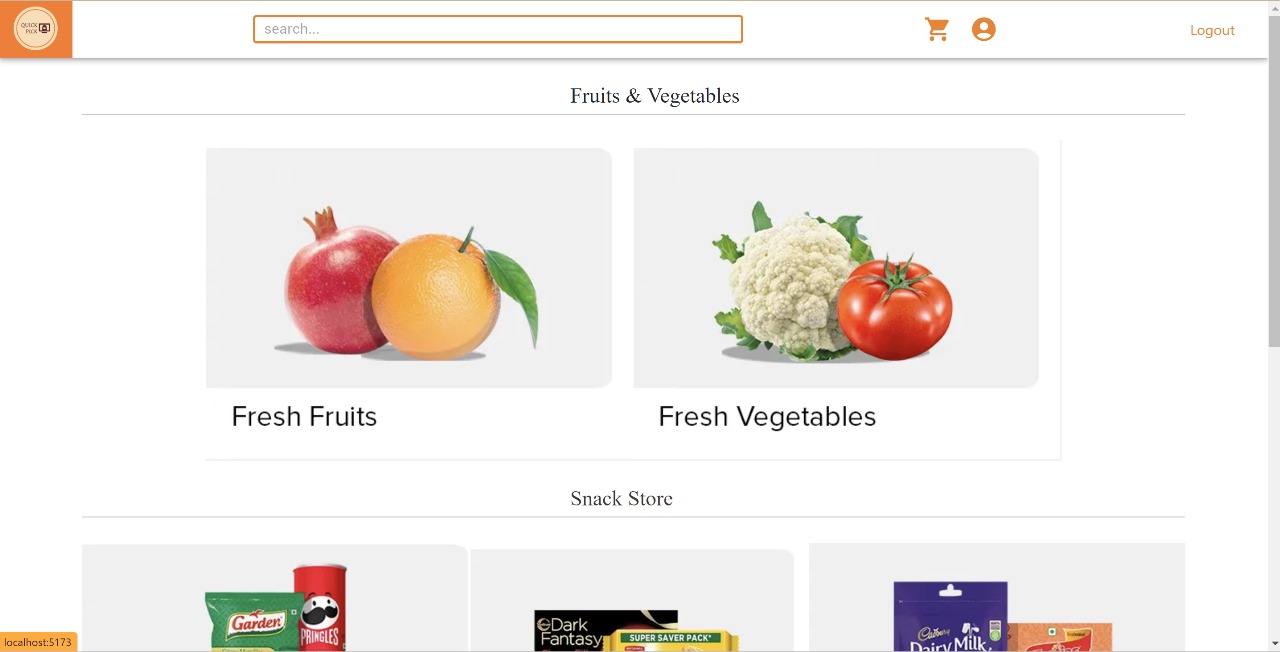 QUICK
PICK
search...
Logout
Fruits & Vegetables
Fresh Fruits
Fresh Vegetables
Snack Store
Garden
PRINGLES
Dark
Fantasy
SUPER SAVER PACK*
Cadbury
Dairy Milk
localhost:5173